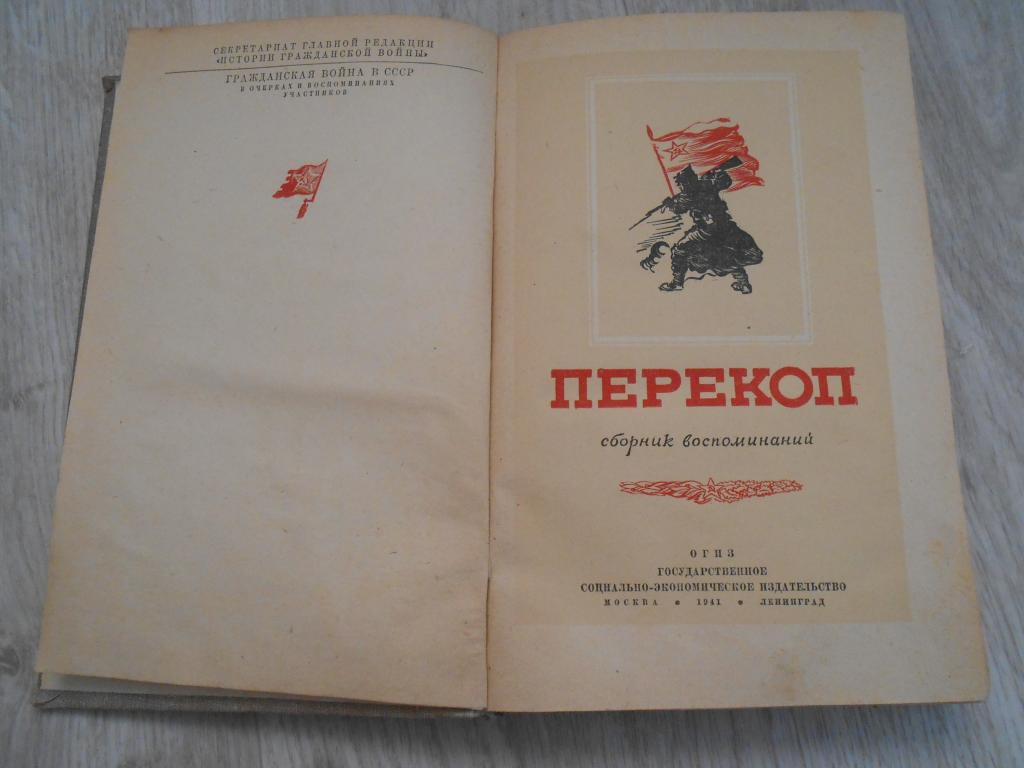 СЕКРЕТАРИАТ ГЛАВНОЙ РЕДАКЦИИ
«ИСТОРИИ ГРАЖДАНСКОЙ ВОЙНЫ»
ГРАЖДАНСКАЯ ВОЙНА В СССР
В ОЧЕРКАХ И ВОСПОМИНАНИЯХ
УЧАСТНИКОВ
ПЕРЕКОП
сборник воспоминаний
ОГИЗ
ГОСУДАРСТВЕННОЕ
СОЦИАЛЬНО-ЭКОНОМИЧЕСКОЕ ИЗДАТЕЛЬСТВО
МОСКВА • 1941 • ЛЕНИНГРАД